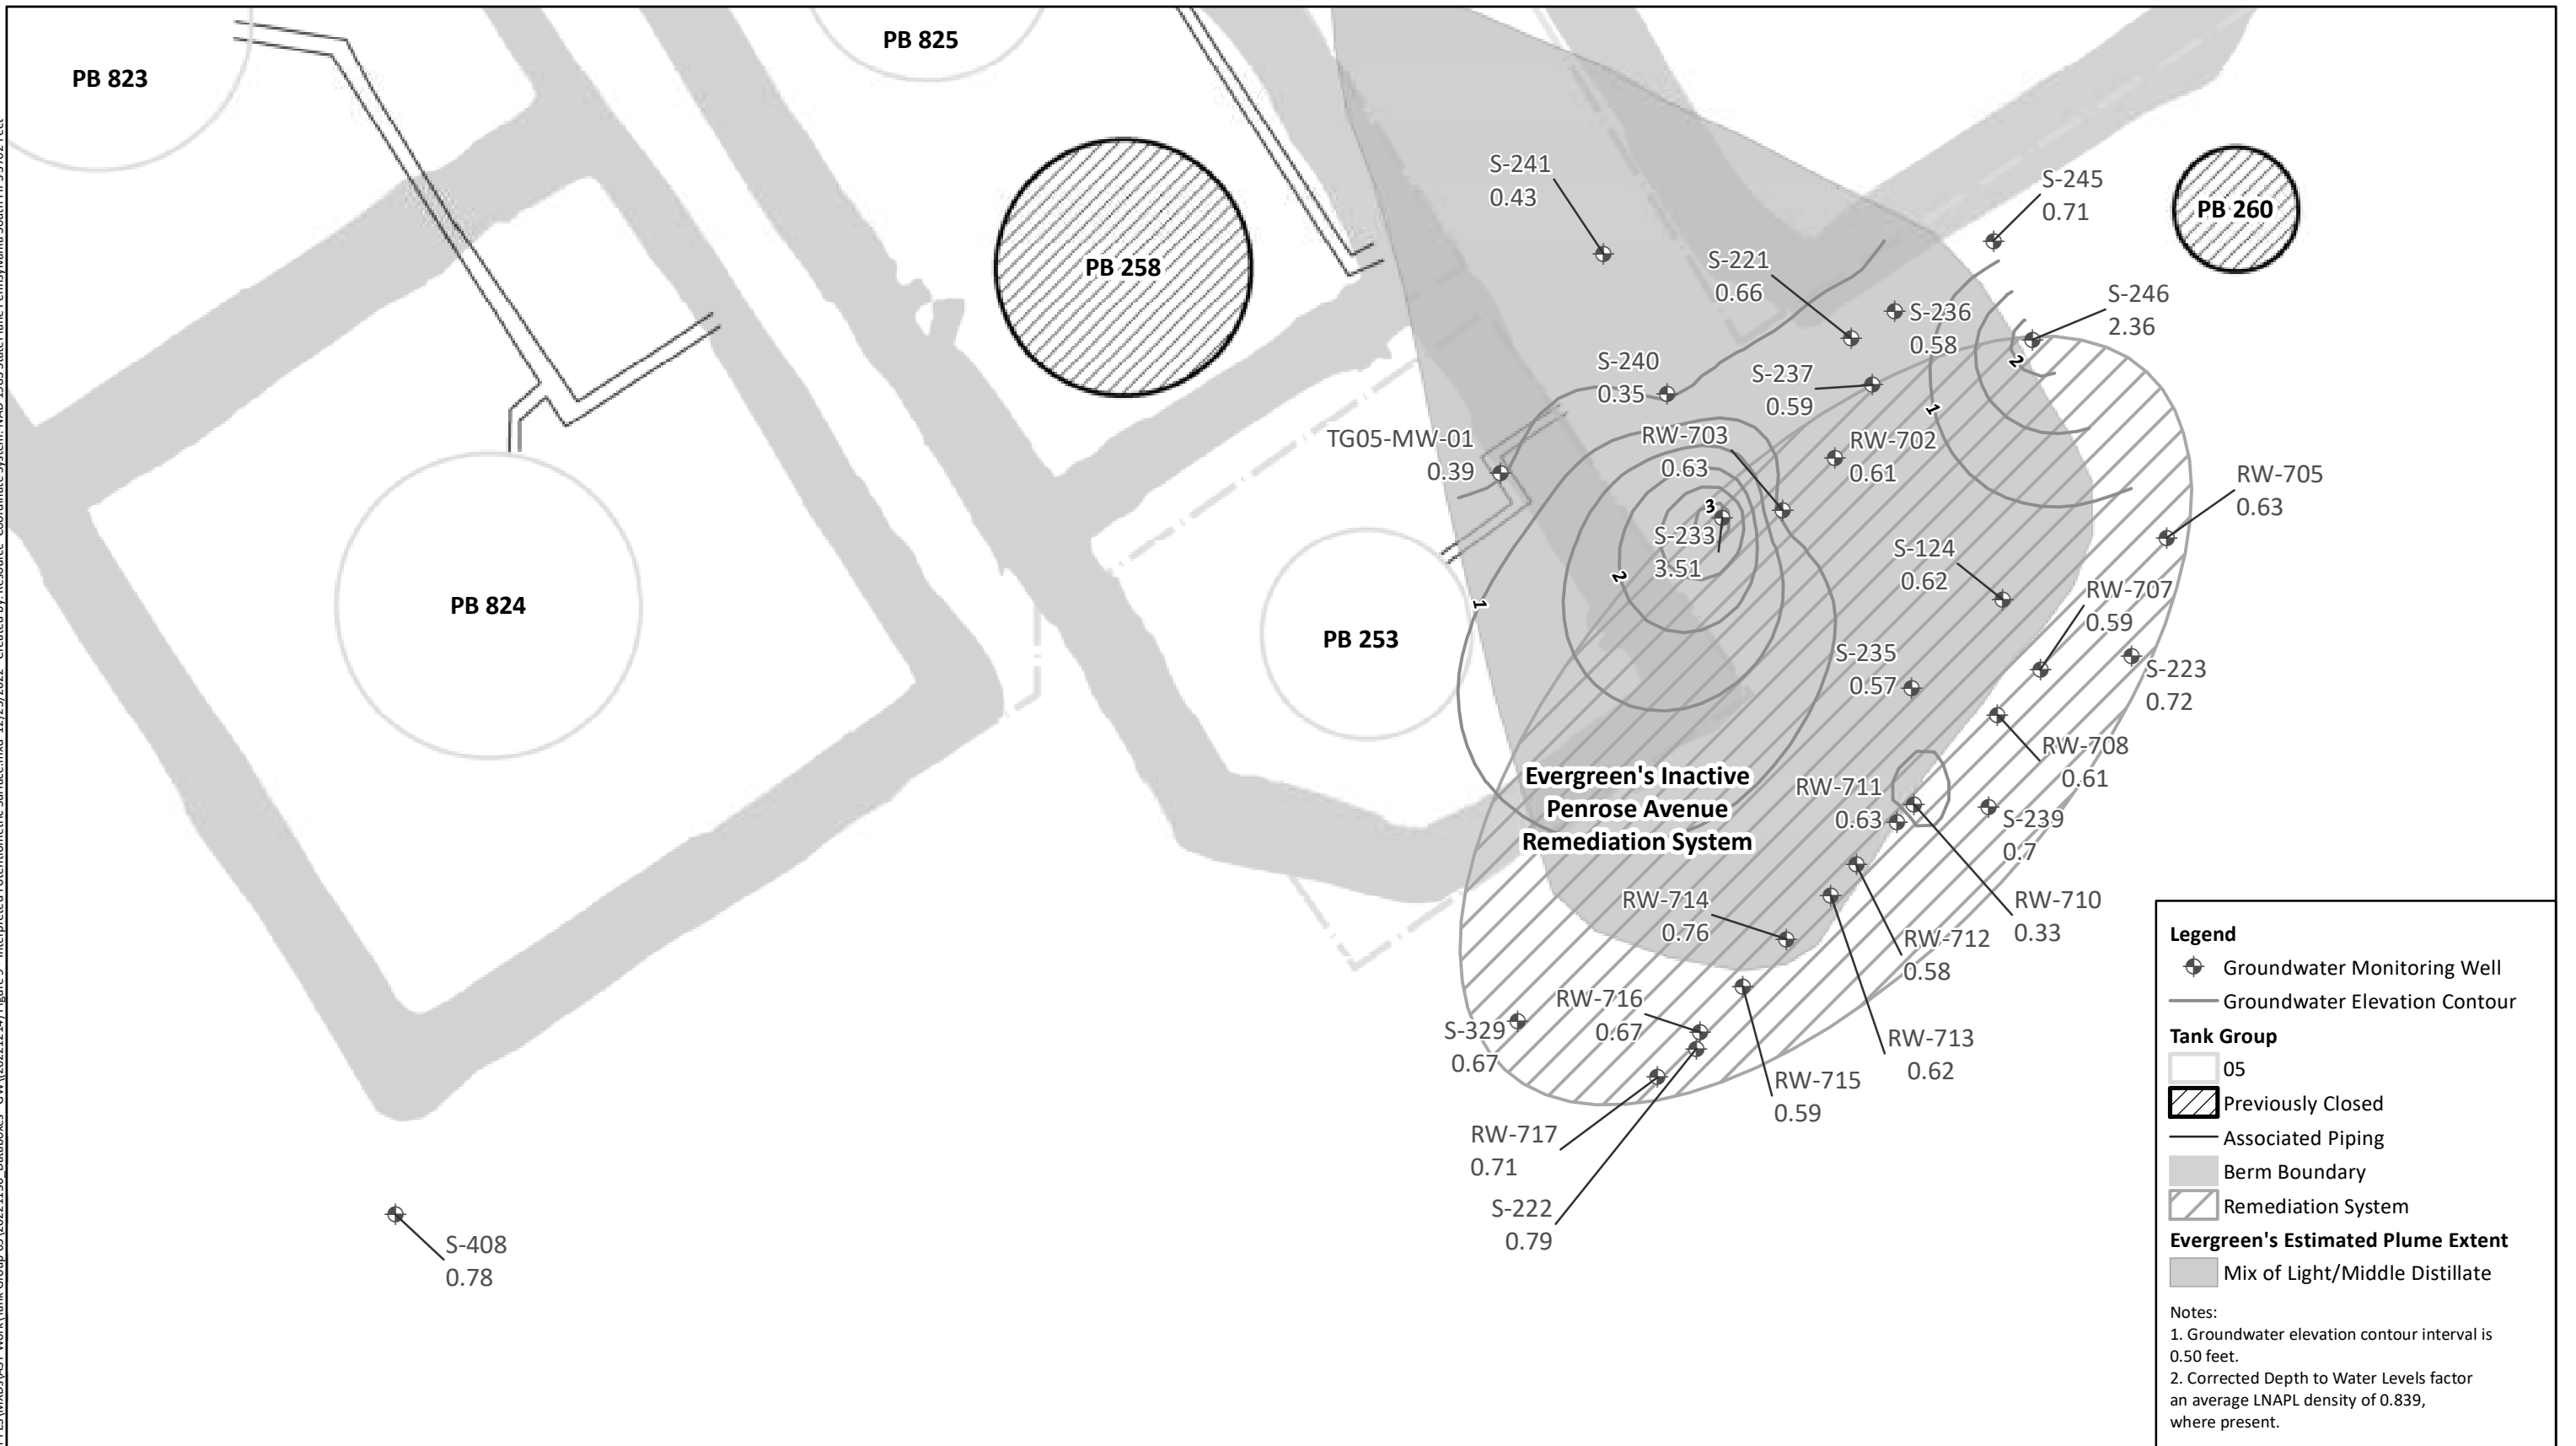 PB 823
PB 825
PB 258
PB 260
PB 824
PB 253
S-241
0.43
S-245
0.71
S-221
0.66
S-236
0.58
S-246
2.36
S-240
0.35
S-237
0.59
TG05-MW-01
0.39
RW-703
0.63
RW-702
0.61
RW-705
0.63
S-233
3.51
S-124
0.62
RW-707
0.59
S-235
0.57
S-223
0.72
RW-708
0.61
1
2
3
1
2
Evergreen's Inactive
Penrose Avenue
Remediation System
RW-711
0.63
S-239
0.7
RW-710
0.33
RW-714
0.76
RW-712
0.58
RW-716
0.67
S-329
0.67
RW-713
0.62
RW-715
0.59
RW-717
0.71
S-222
0.79
S-408
0.78
Legend
Groundwater Monitoring Well
Groundwater Elevation Contour
Tank Group
05
Previously Closed
Associated Piping
Berm Boundary
Remediation System
Evergreen's Estimated Plume Extent
Mix of Light/Middle Distillate
Notes:
1. Groundwater elevation contour interval is
0.50 feet.
2. Corrected Depth to Water Levels factor
an average LNAPL density of 0.839,
where present.